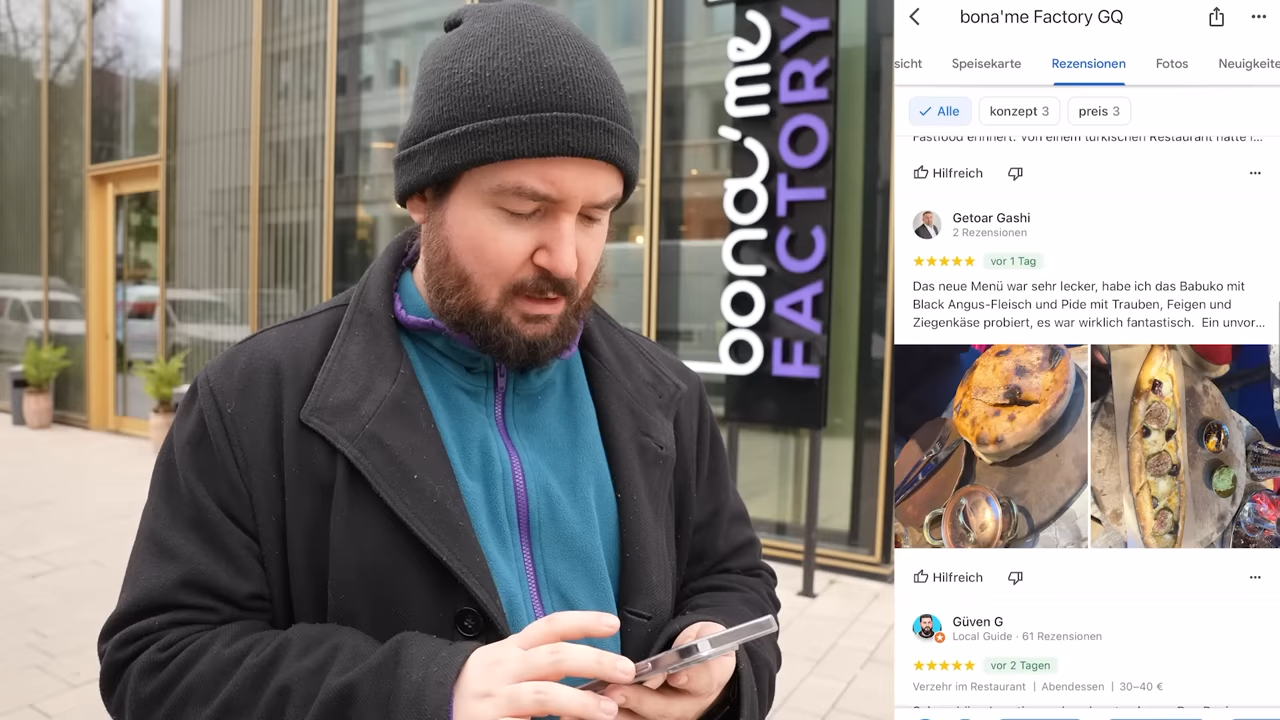 bona'me
FACTORY
bona'me Factory GQ
sicht Speisekarte Rezensionen Fotos Neuigkeite
Alle konzept 3 preis 3
Hilfreich
Getoar Gashi
2 Rezensionen
vor 1 Tag
Das neue Menü war sehr lecker, habe ich das Babuko mit
Black Angus-Fleisch und Pide mit Trauben, Feigen und
Ziegenkäse probiert, es war wirklich fantastisch. Ein unvor...
Hilfreich
Güven G
Local Guide · 61 Rezensionen
vor 2 Tagen
Verzehr im Restaurant | Abendessen | 30–40 €